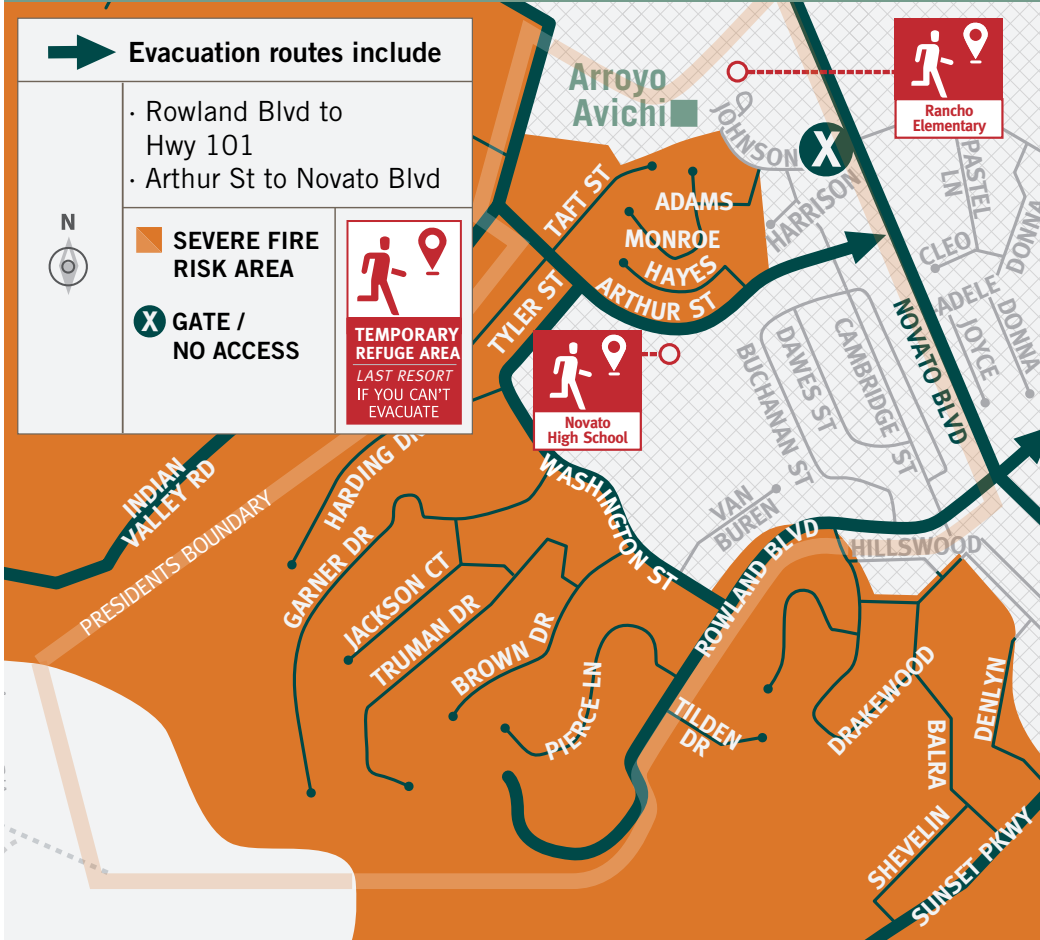 Evacuation routes include
· Rowland Blvd to
Hwy 101
· Arthur St to Novato Blvd
N
SEVERE FIRE
RISK AREA
X
GATE /
NO ACCESS
TEMPORARY
REFUGE AREA
LAST RESORT
IF YOU CAN'T
EVACUATE
Arroyo
Avichi
Rancho
Elementary
JOHNSON
X
HARRISON
PASTEL
LN
DONNA
CLEO
ADELE
JOYCE
DONNA
TAFT ST
ADAMS
MONROE
HAYES
ARTHUR ST
TYLER ST
NOVATO BLVD
CAMBRIDGE ST
DAWES ST
BUCHANAN ST
Novato
High School
WASHINGTON ST
VAN
BUREN
ROWLAND BLVD
HILLSWOOD
INDIAN
VALLEY RD
PRESIDENTS BOUNDARY
HARDING DR
GARNER DR
JACKSON CT
TRUMAN DR
BROWN DR
PIERCE LN
TILDEN
DR
DRAKEWOOD
BALRA
DENLYN
SHEVELIN
SUNSET PKWY